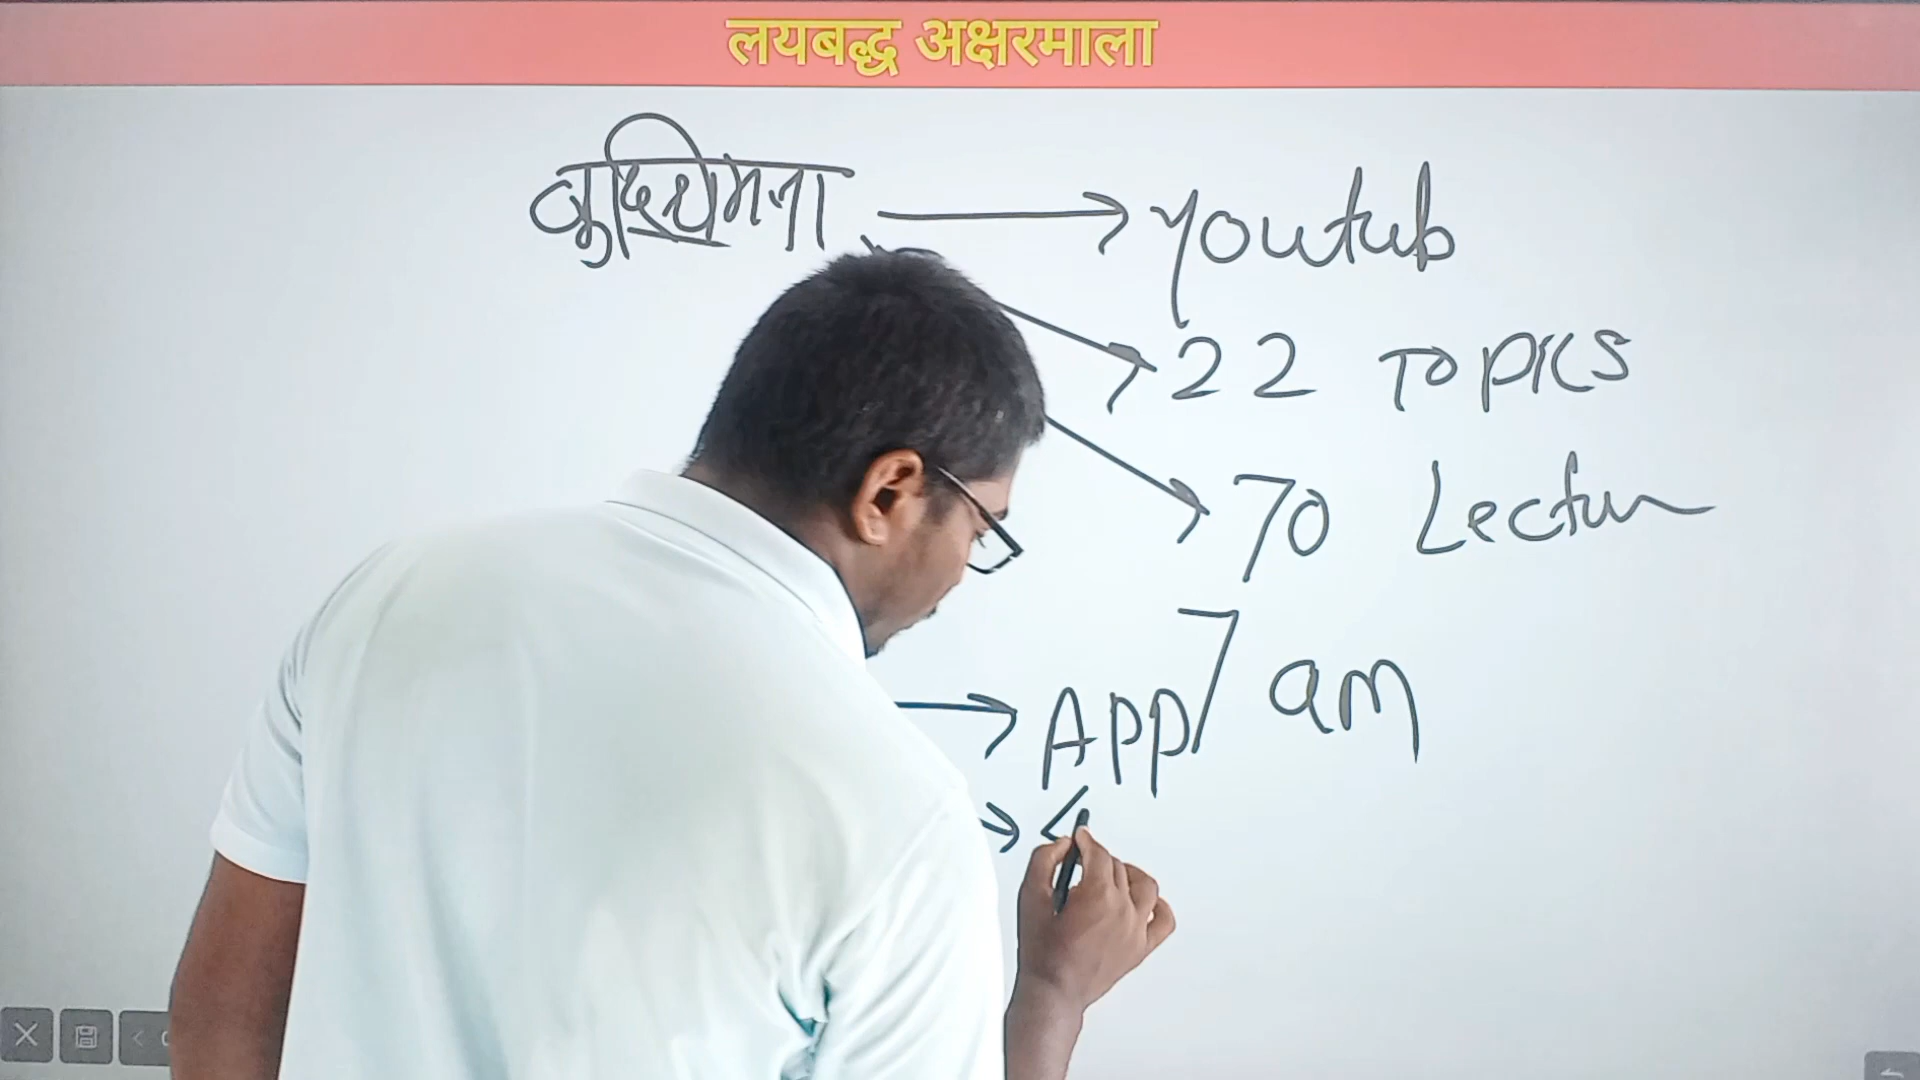 लयबद्ध अक्षरमाला
बुद्धिमत्ता → Youtub
→ 22 TOPICS
→ 70 Lectur
7 am
→ App
→